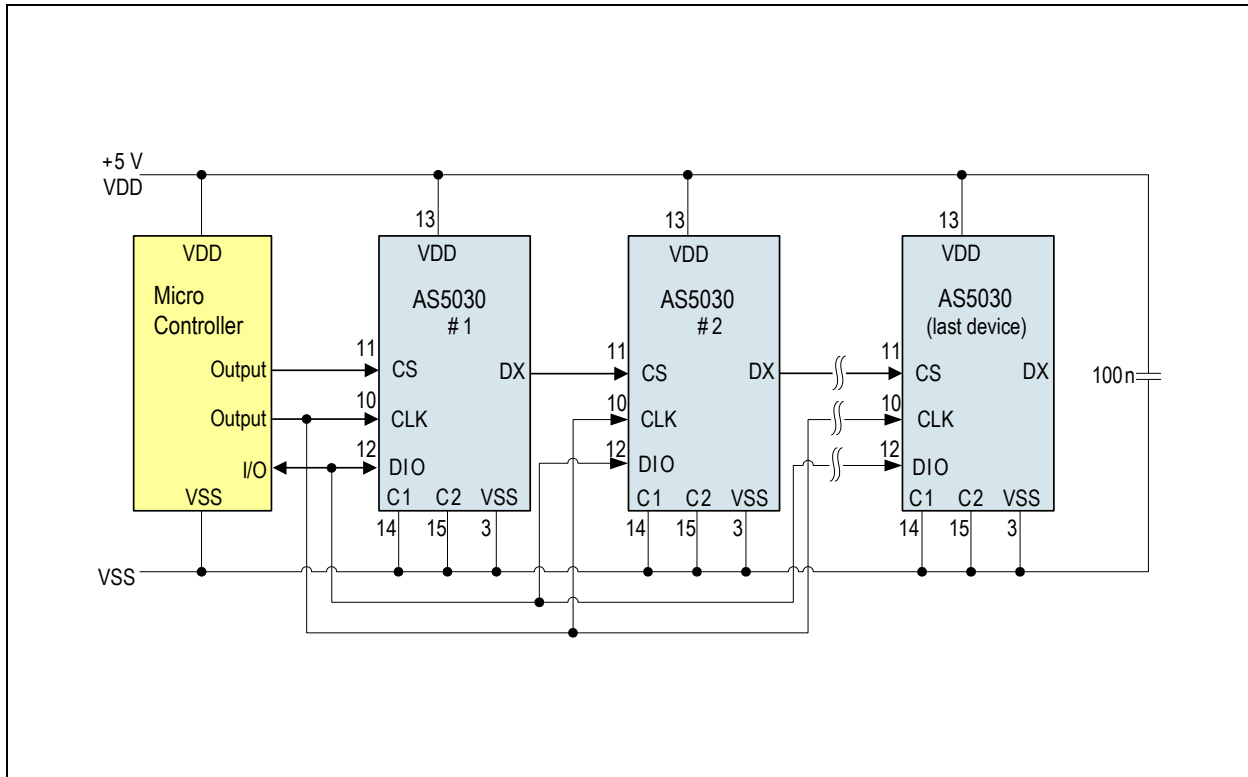 +5 V
VDD
VDD
Micro
Controller
Output
Output
I/O
VSS
13
VDD
AS5030
# 1
11
CS
DX
10
CLK
12
DIO
C1 C2 VSS
14 15 3
13
VDD
AS5030
# 2
11
CS
DX
10
CLK
12
DIO
C1 C2 VSS
14 15 3
13
VDD
AS5030
(last device)
11
CS
DX
10
CLK
12
DIO
C1 C2 VSS
14 15 3
100n
VSS